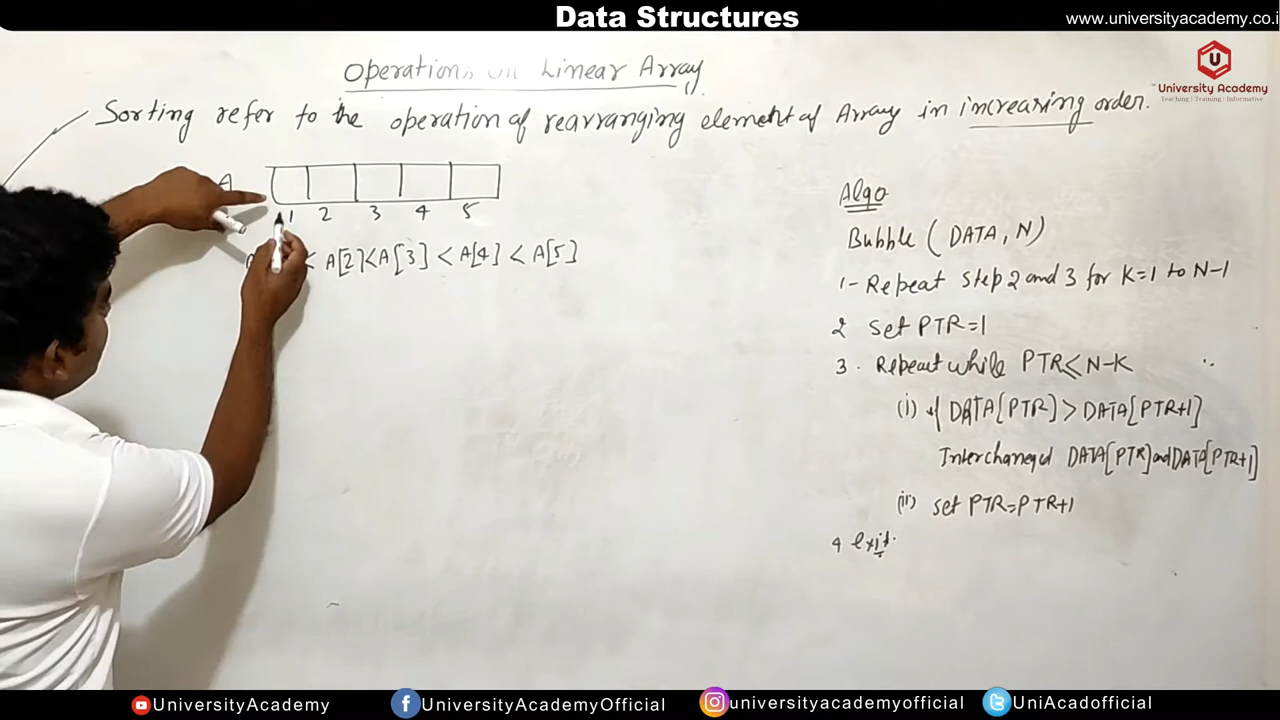 Data Structures
www.universityacademy.co.i
University Academy
Teaching | Training | Informative
Operations on Linear Array
Sorting refer to the operation of rearranging element of Array in increasing order.
A
1 2 3 4 5
< A[2]<A[3] < A[4] < A[5]
Algo
Bubble (DATA, N)
1- Repeat Step 2 and 3 for K=1 to N-1
2 Set PTR=1
3. Repeat while PTR≤N-K
(i) if DATA[PTR] > DATA[PTR+1]
Interchanged DATA[PTR] and DATA[PTR+1]
(ii) set PTR=PTR+1
4 exit.
UniversityAcademy
UniversityAcademyOfficial
universityacademyofficial
UniAcadofficial